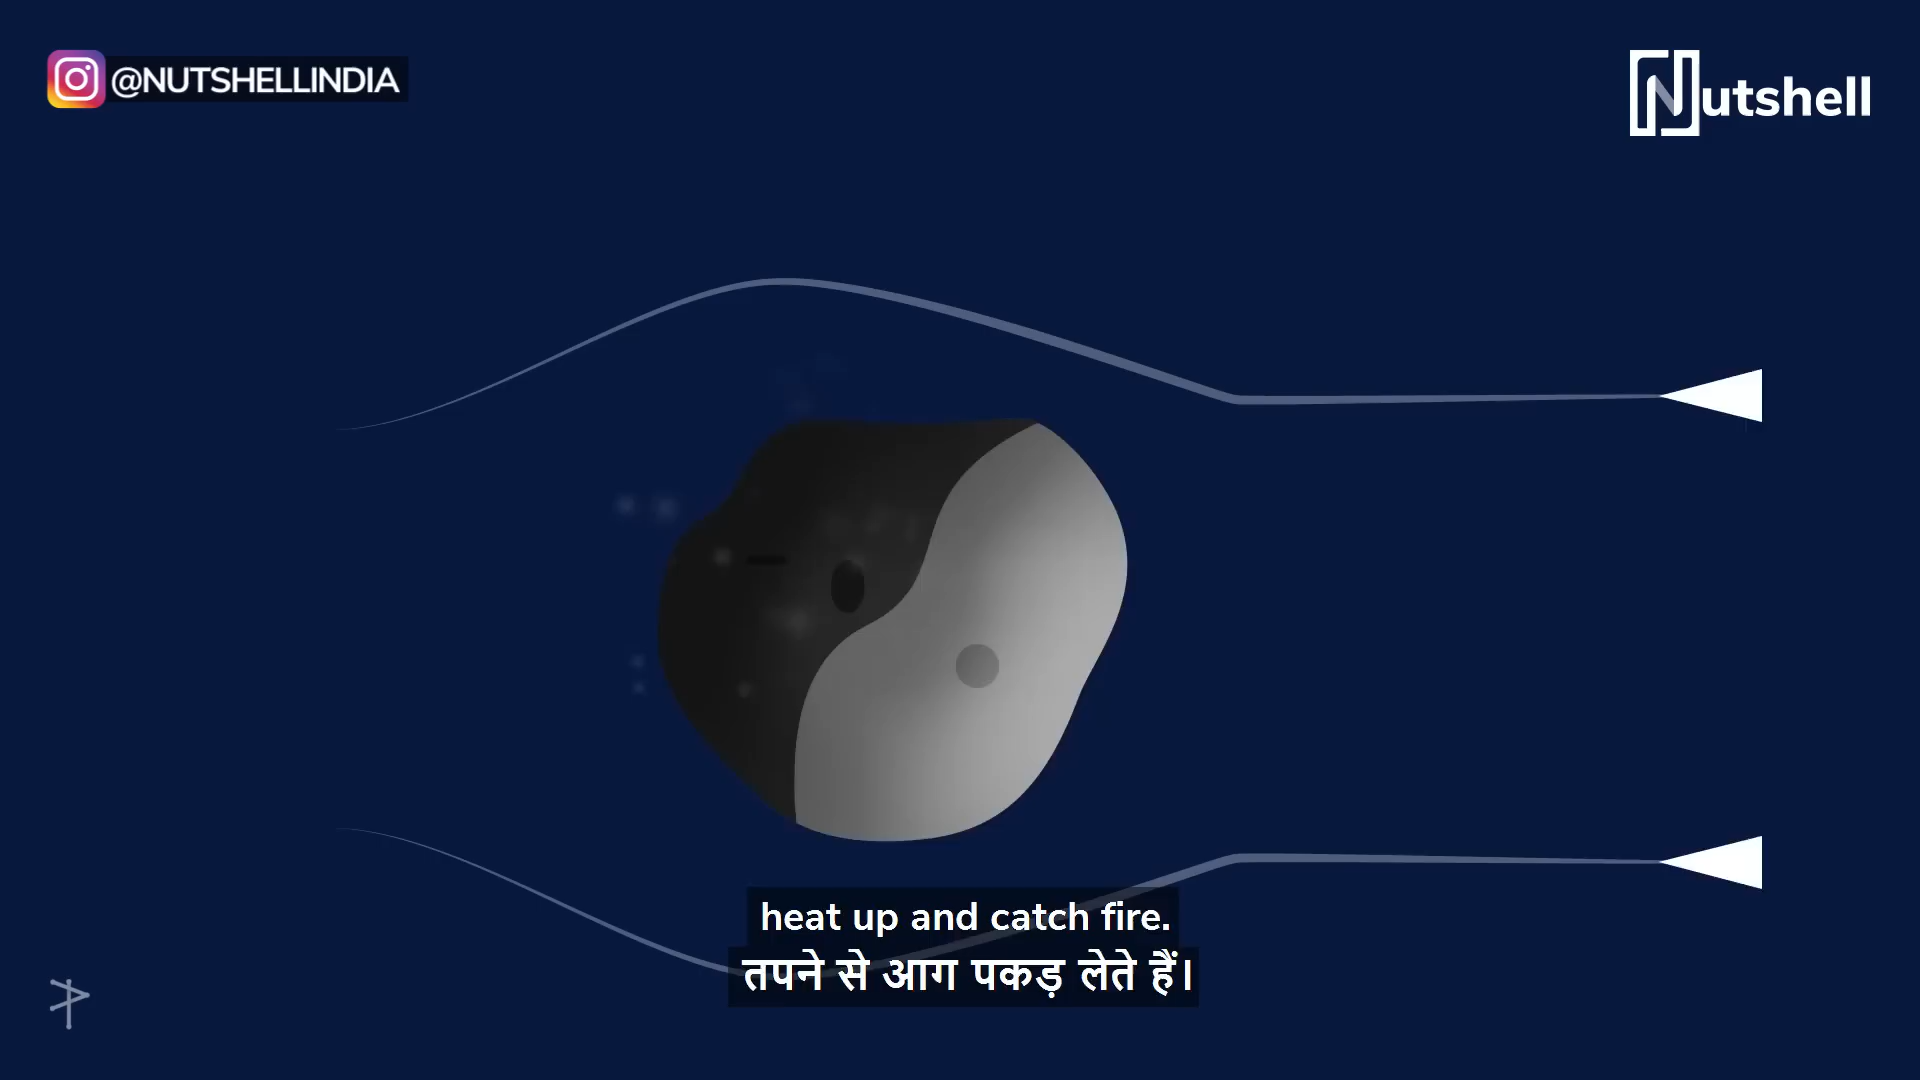 @NUTSHELLINDIA
Nutshell
heat up and catch fire.
तपने से आग पकड़ लेते हैं।